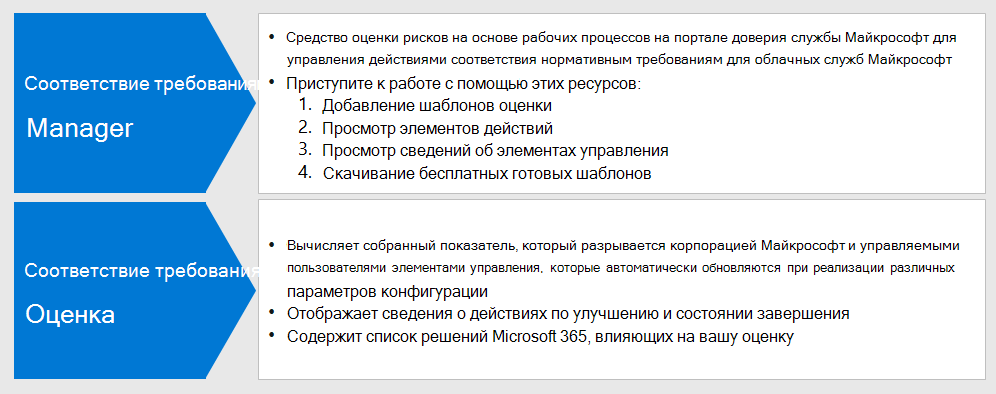 Соответствие требованиям
Manager
• Средство оценки рисков на основе рабочих процессов на портале доверия службы Майкрософт для
управления действиями соответствия нормативным требованиям для облачных служб Майкрософт
• Приступите к работе с помощью этих ресурсов:
1. Добавление шаблонов оценки
2. Просмотр элементов действий
3. Просмотр сведений об элементах управления
4. Скачивание бесплатных готовых шаблонов
Соответствие требования
Оценка
• Вычисляет собранный показатель, который разрывается корпорацией Майкрософт и управляемыми
пользователями элементами управления, которые автоматически обновляются при реализации различных
параметров конфигурации
• Отображает сведения о действиях по улучшению и состоянии завершения
• Содержит список решений Microsoft 365, влияющих на вашу оценку